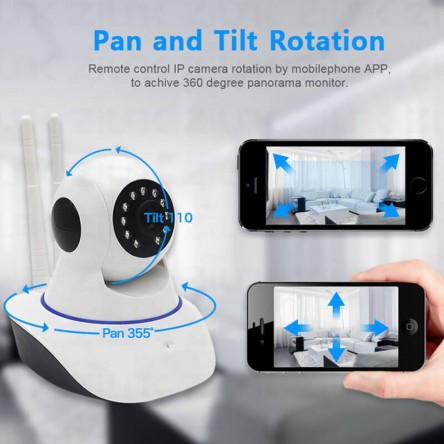 Pan and Tilt Rotation
Remote control IP camera rotation by mobilephone APP,
to achive 360 degree panorama monitor.
Tilt 110
Pan 355°